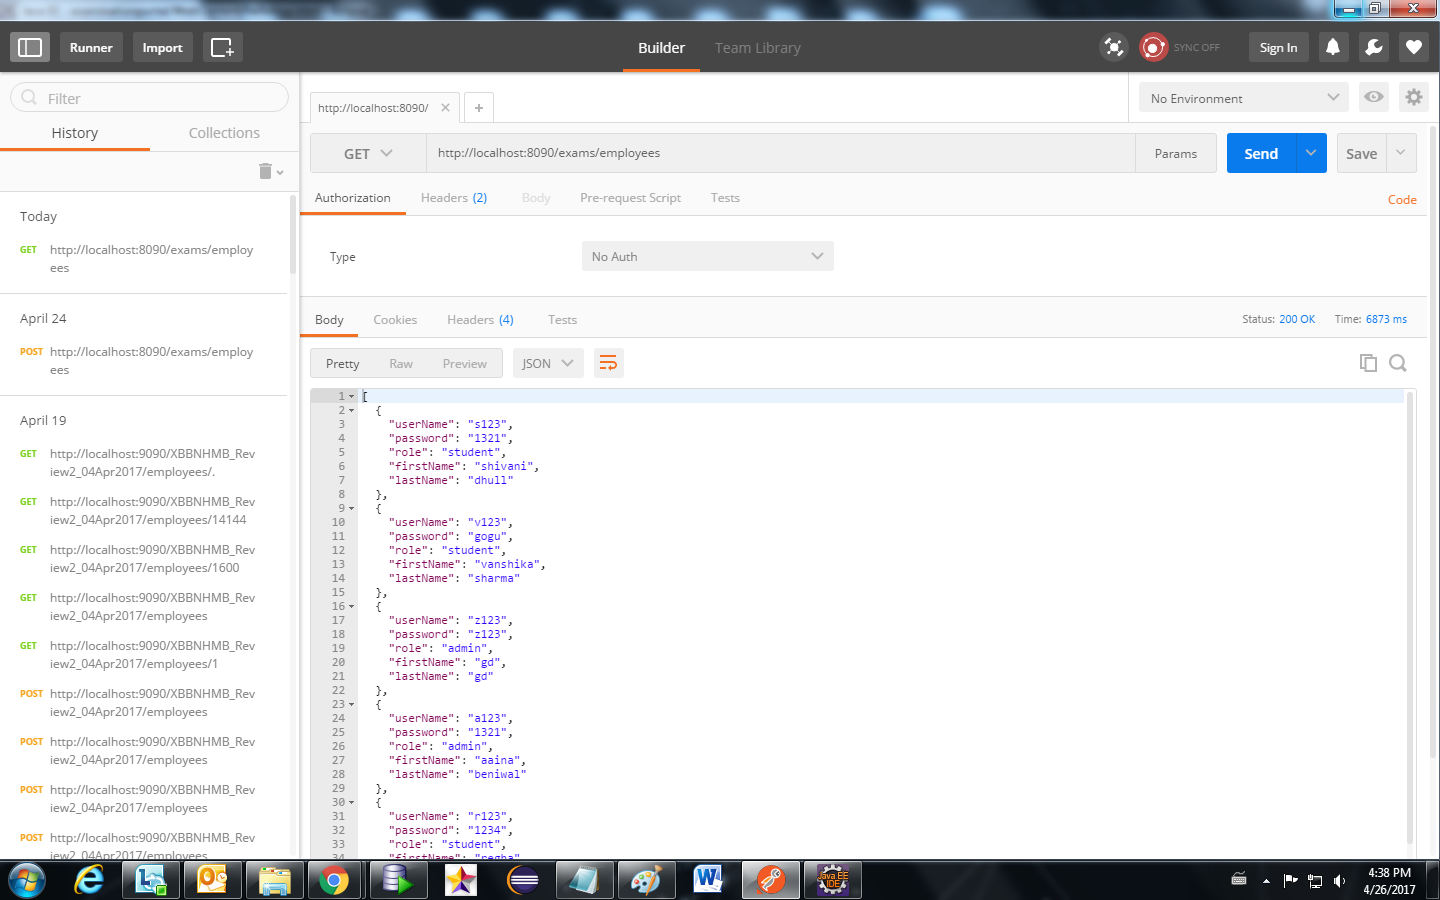 Runner
Import
Builder
Team Library
SYNC OFF
Sign In
Filter
History
Collections
Today
GET http://localhost:8090/exams/employ
ees
April 24
POST http://localhost:8090/exams/employ
ees
April 19
GET http://localhost:9090/XBBNHMB_Rev
iew2_04Apr2017/employees/.
GET http://localhost:9090/XBBNHMB_Rev
iew2_04Apr2017/employees/14144
GET http://localhost:9090/XBBNHMB_Rev
iew2_04Apr2017/employees/1600
GET http://localhost:9090/XBBNHMB_Rev
iew2_04Apr2017/employees
GET http://localhost:9090/XBBNHMB_Rev
iew2_04Apr2017/employees/1
POST http://localhost:9090/XBBNHMB_Rev
iew2_04Apr2017/employees
POST http://localhost:9090/XBBNHMB_Rev
iew2_04Apr2017/employees
POST http://localhost:9090/XBBNHMB_Rev
iew2_04Apr2017/employees
POST http://localhost:9090/XBBNHMB_Rev
iew2_04Apr2017/employees
http://localhost:8090/
No Environment
GET http://localhost:8090/exams/employees Params Send Save
Authorization Headers (2) Body Pre-request Script Tests Code
Type No Auth
Body Cookies Headers (4) Tests Status: 200 OK Time: 6873 ms
Pretty Raw Preview JSON
1 [
2 {
3 "userName": "s123",
4 "password": "1321",
5 "role": "student",
6 "firstName": "shivani",
7 "lastName": "dhull"
8 },
9 {
10 "userName": "v123",
11 "password": "gogu",
12 "role": "student",
13 "firstName": "vanshika",
14 "lastName": "sharma"
15 },
16 {
17 "userName": "z123",
18 "password": "z123",
19 "role": "admin",
20 "firstName": "gd",
21 "lastName": "gd"
22 },
23 {
24 "userName": "a123",
25 "password": "1321",
26 "role": "admin",
27 "firstName": "aaina",
28 "lastName": "beniwal"
29 },
30 {
31 "userName": "r123",
32 "password": "1234",
33 "role": "student",
34 "firstName": "regha"
Java EE
IDE
4:38 PM
4/26/2017